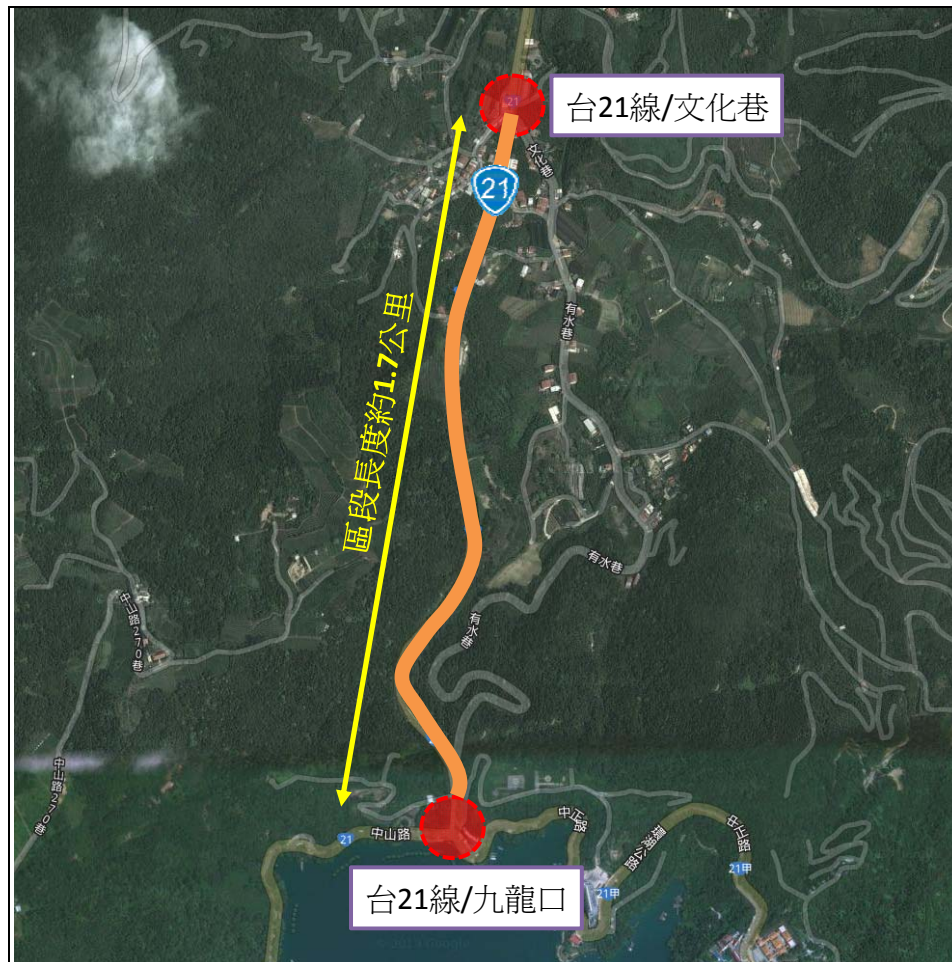 21
台21線/文化巷
文化巷
21
有水巷
區段長度約1.7公里
有水巷
有水巷
中山路270巷
中山路270巷
中正路
環湖公路
中正路
21
中山路
21甲
21甲
台21線/九龍口